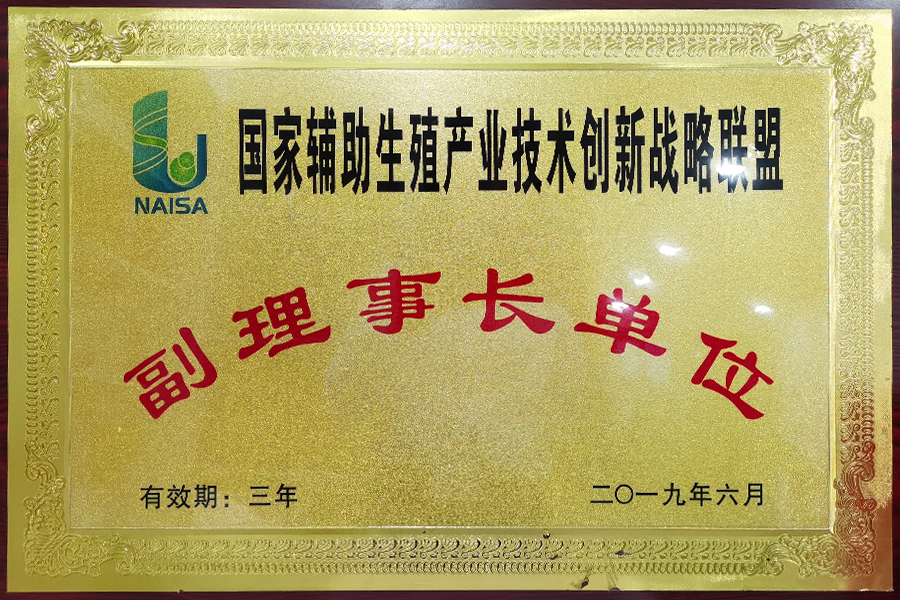 国家辅助生殖产业技术创新战略联盟
NAISA
副理事长单位
有效期：三年
二〇一九年六月